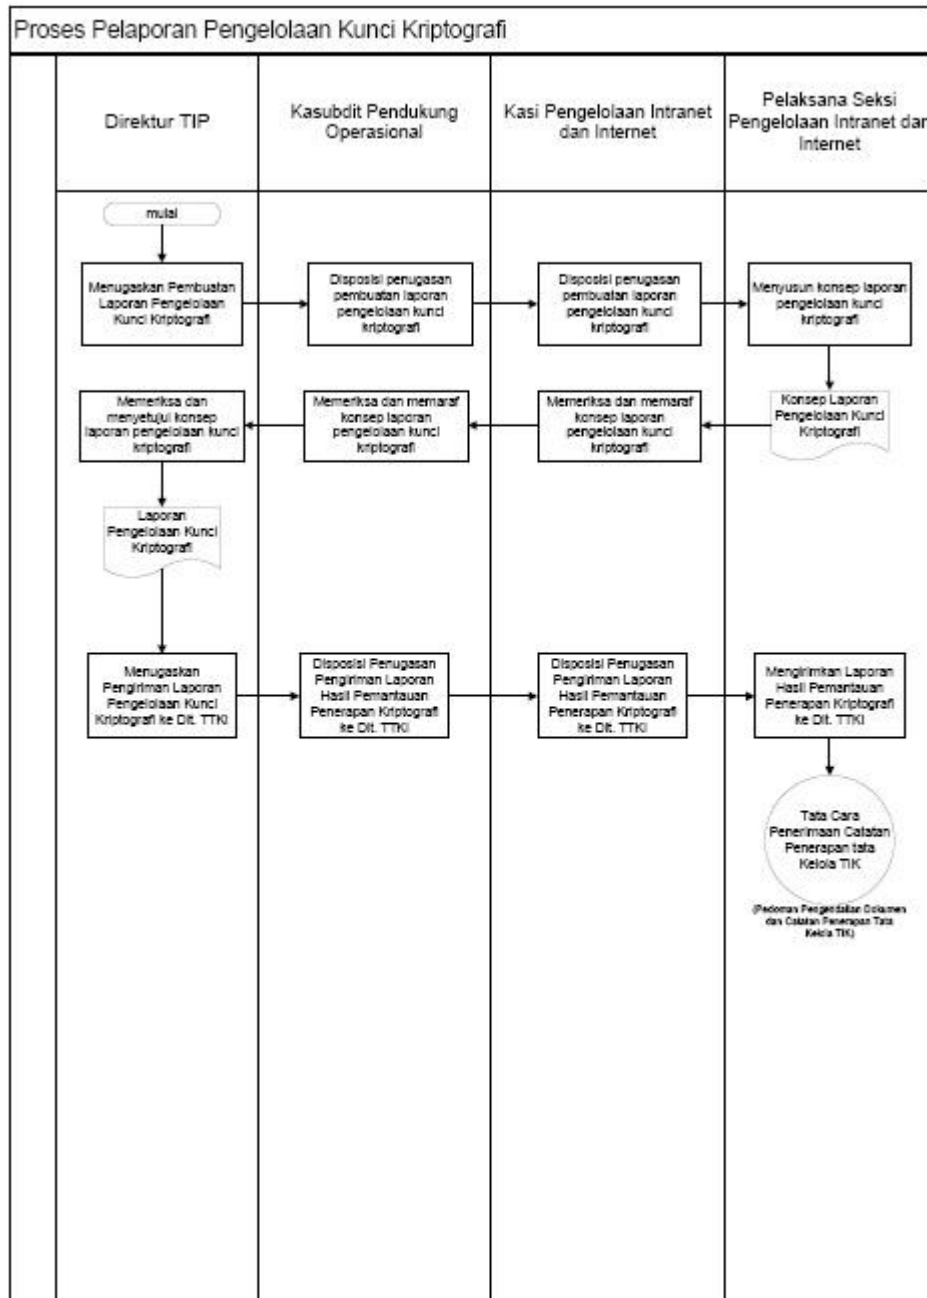 Proses Pelaporan Pengelolaan Kunci Kriptografi
Direktur TIP
Kasubdit Pendukung
Operasional
Kasi Pengelolaan Intranet
dan Internet
Pelaksana Seksi
Pengelolaan Intranet dan
Internet
mulai
Menugaskan Pembuatan
Laporan Pengelolaan
Kunci Kriptografi
Disposisi penugasan
pembuatan laporan
pengelolaan kunci
kriptografi
Disposisi penugasan
pembuatan laporan
pengelolaan kunci
kriptografi
Menyusun konsep laporan
pengelolaan kunci
kriptografi
Memeriksa dan
menyetujui konsep
laporan pengelolaan kunci
kriptografi
Memeriksa dan memaraf
konsep laporan
pengelolaan kunci
kriptografi
Memeriksa dan memaraf
konsep laporan
pengelolaan kunci
kriptografi
Konsep Laporan
Pengelolaan Kunci
Kriptografi
Laporan
Pengelolaan Kunci
Kriptografi
Menugaskan
Pengiriman Laporan
Pengelolaan Kunci
Kriptografi ke Dit. TTKI
Disposisi Penugasan
Pengiriman Laporan
Hasil Pemantauan
Penerapan Kriptografi
ke Dit. TTKI
Disposisi Penugasan
Pengiriman Laporan
Hasil Pemantauan
Penerapan Kriptografi
ke Dit. TTKI
Mengirimkan Laporan
Hasil Pemantauan
Penerapan Kriptografi
ke Dit. TTKI
Tata Cara
Penerimaan Catatan
Penerapan tata
Kelola TIK
(Pedoman Pengendalian Dokumen
dan Catatan Penerapan Tata
Kelola TIK)